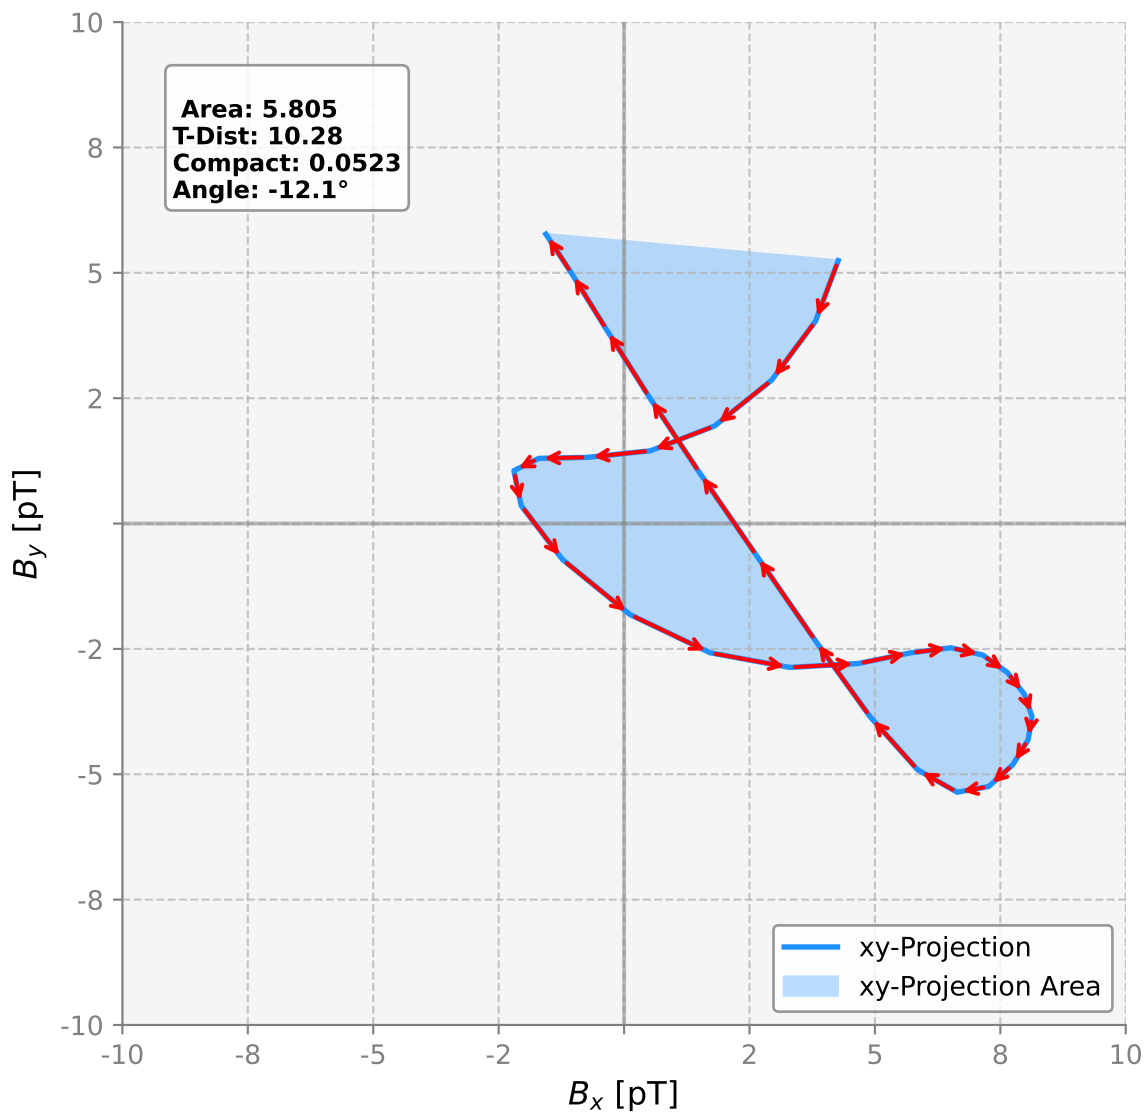 10
8
5
2
-2
-5
-8
-10
-10
-8
-5
-2
2
5
8
10
B_y [pT]
B_x [pT]
Area: 5.805
T-Dist: 10.28
Compact: 0.0523
Angle: -12.1°
xy-Projection
xy-Projection Area